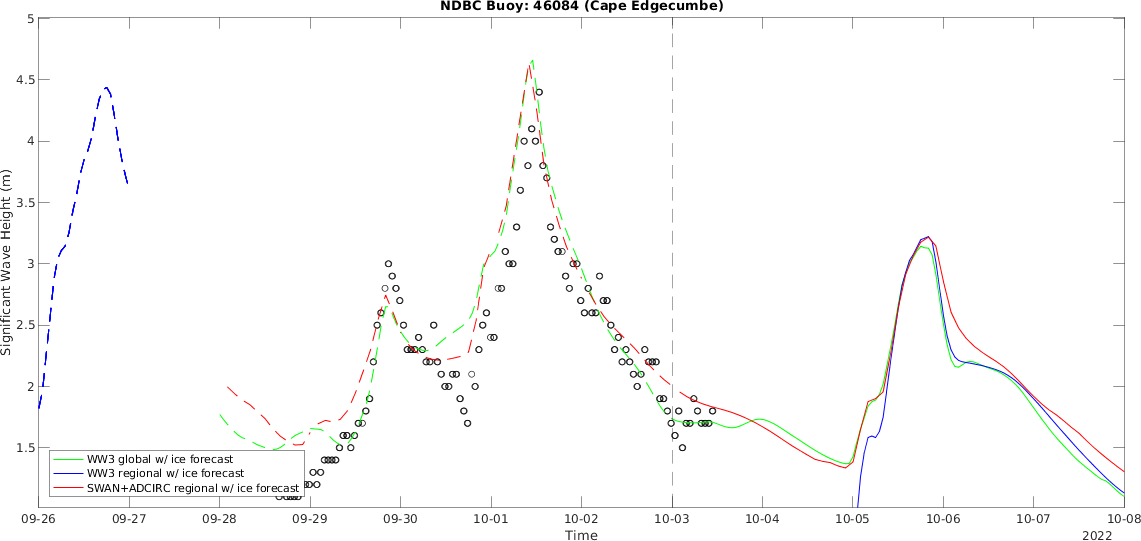 NDBC Buoy: 46084 (Cape Edgecumbe)
5
4.5
4
3.5
3
2.5
2
1.5
Significant Wave Height (m)
WW3 global w/ ice forecast
WW3 regional w/ ice forecast
SWAN+ADCIRC regional w/ ice forecast
09-26 09-27 09-28 09-29 09-30 10-01 10-02 10-03 10-04 10-05 10-06 10-07 10-08
Time
2022